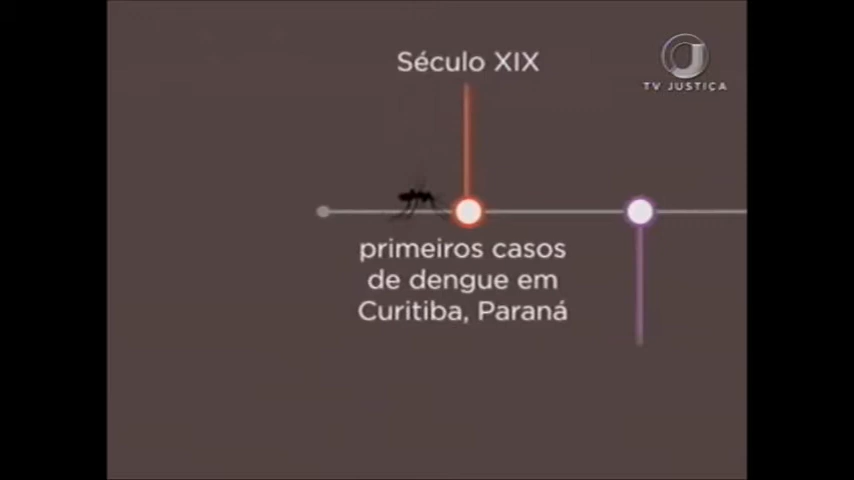 Século XIX
TV JUSTIÇA
primeiros casos
de dengue em
Curitiba, Paraná